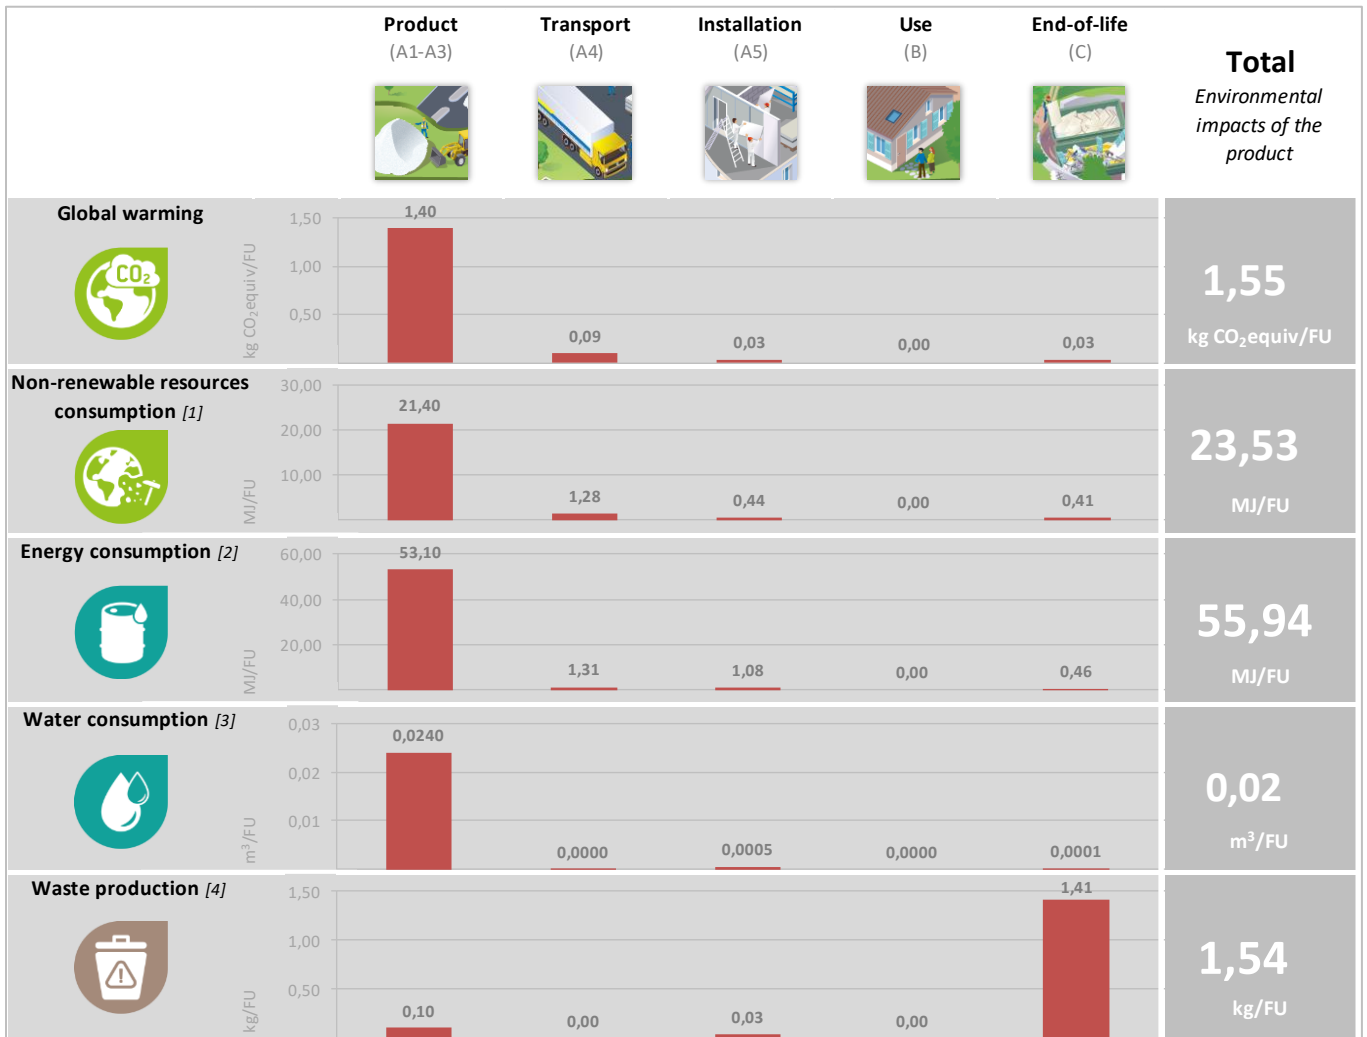 Product Transport Installation Use End-of-life
(A1-A3) (A4) (A5) (B) (C)
Total
Environmental
impacts of the
product
Global warming
CO2
kg CO2equiv/FU
1,50
1,00
0,50
1,40
0,09
0,03
0,00
0,03
1,55
kg CO2equiv/FU
Non-renewable resources
consumption [1]
MJ/FU
30,00
20,00
10,00
21,40
1,28
0,44
0,00
0,41
23,53
MJ/FU
Energy consumption [2]
MJ/FU
60,00
40,00
20,00
53,10
1,31
1,08
0,00
0,46
55,94
MJ/FU
Water consumption [3]
m³/FU
0,03
0,02
0,01
0,0240
0,0000
0,0005
0,0000
0,0001
0,02
m³/FU
Waste production [4]
kg/FU
1,50
1,00
0,50
0,10
0,00
0,03
0,00
1,41
1,54
kg/FU